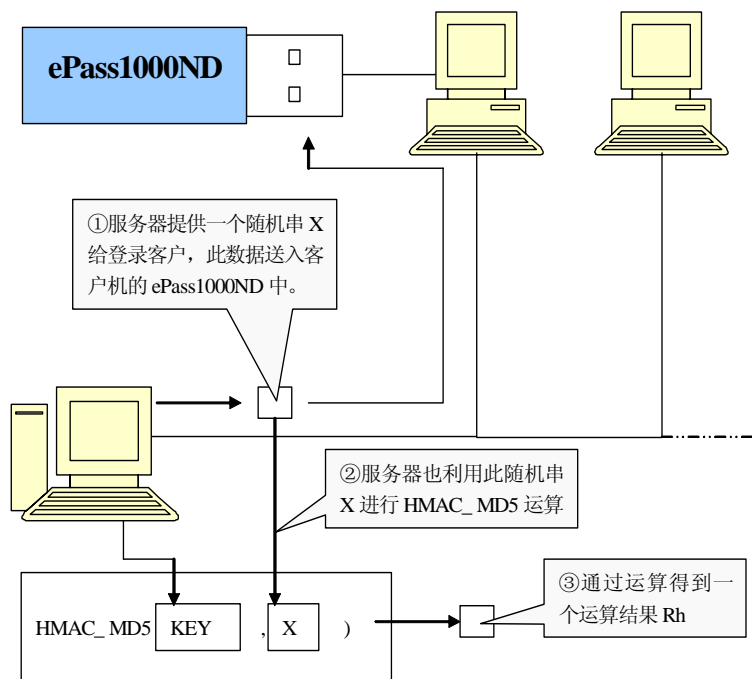 ePass1000ND
①服务器提供一个随机串 X
给登录客户，此数据送入客
户机的 ePass1000ND 中。
②服务器也利用此随机串
X 进行 HMAC_ MD5 运算
③通过运算得到一
个运算结果 Rh
HMAC_ MD5 KEY , X )